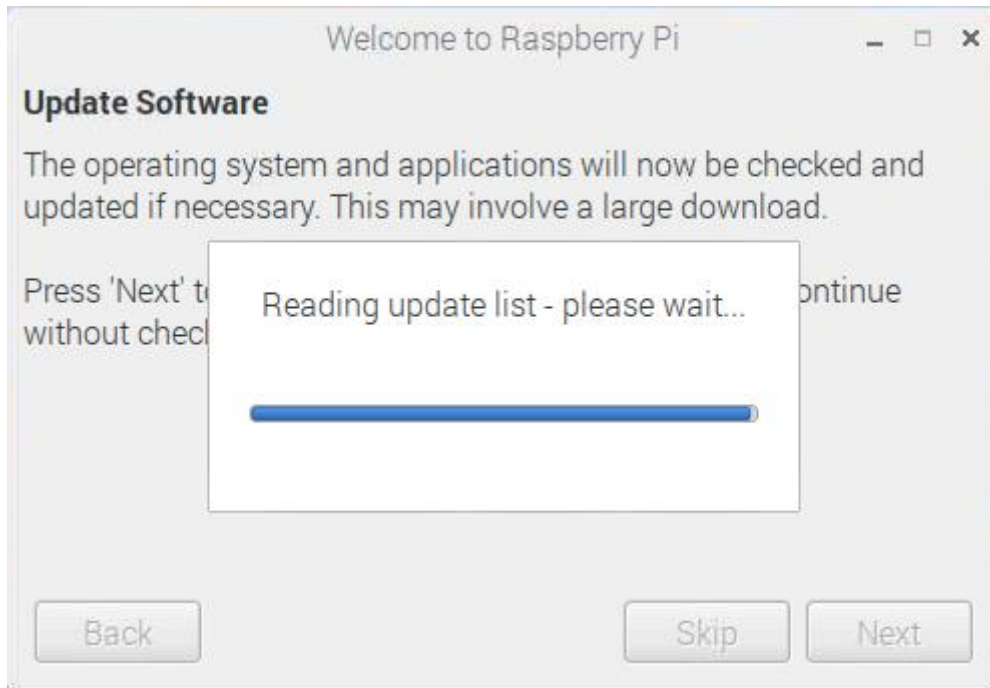 Welcome to Raspberry Pi
Update Software
The operating system and applications will now be checked and
updated if necessary. This may involve a large download.
Press 'Next' t ontinue
without chec
Reading update list - please wait...
Back Skip Next